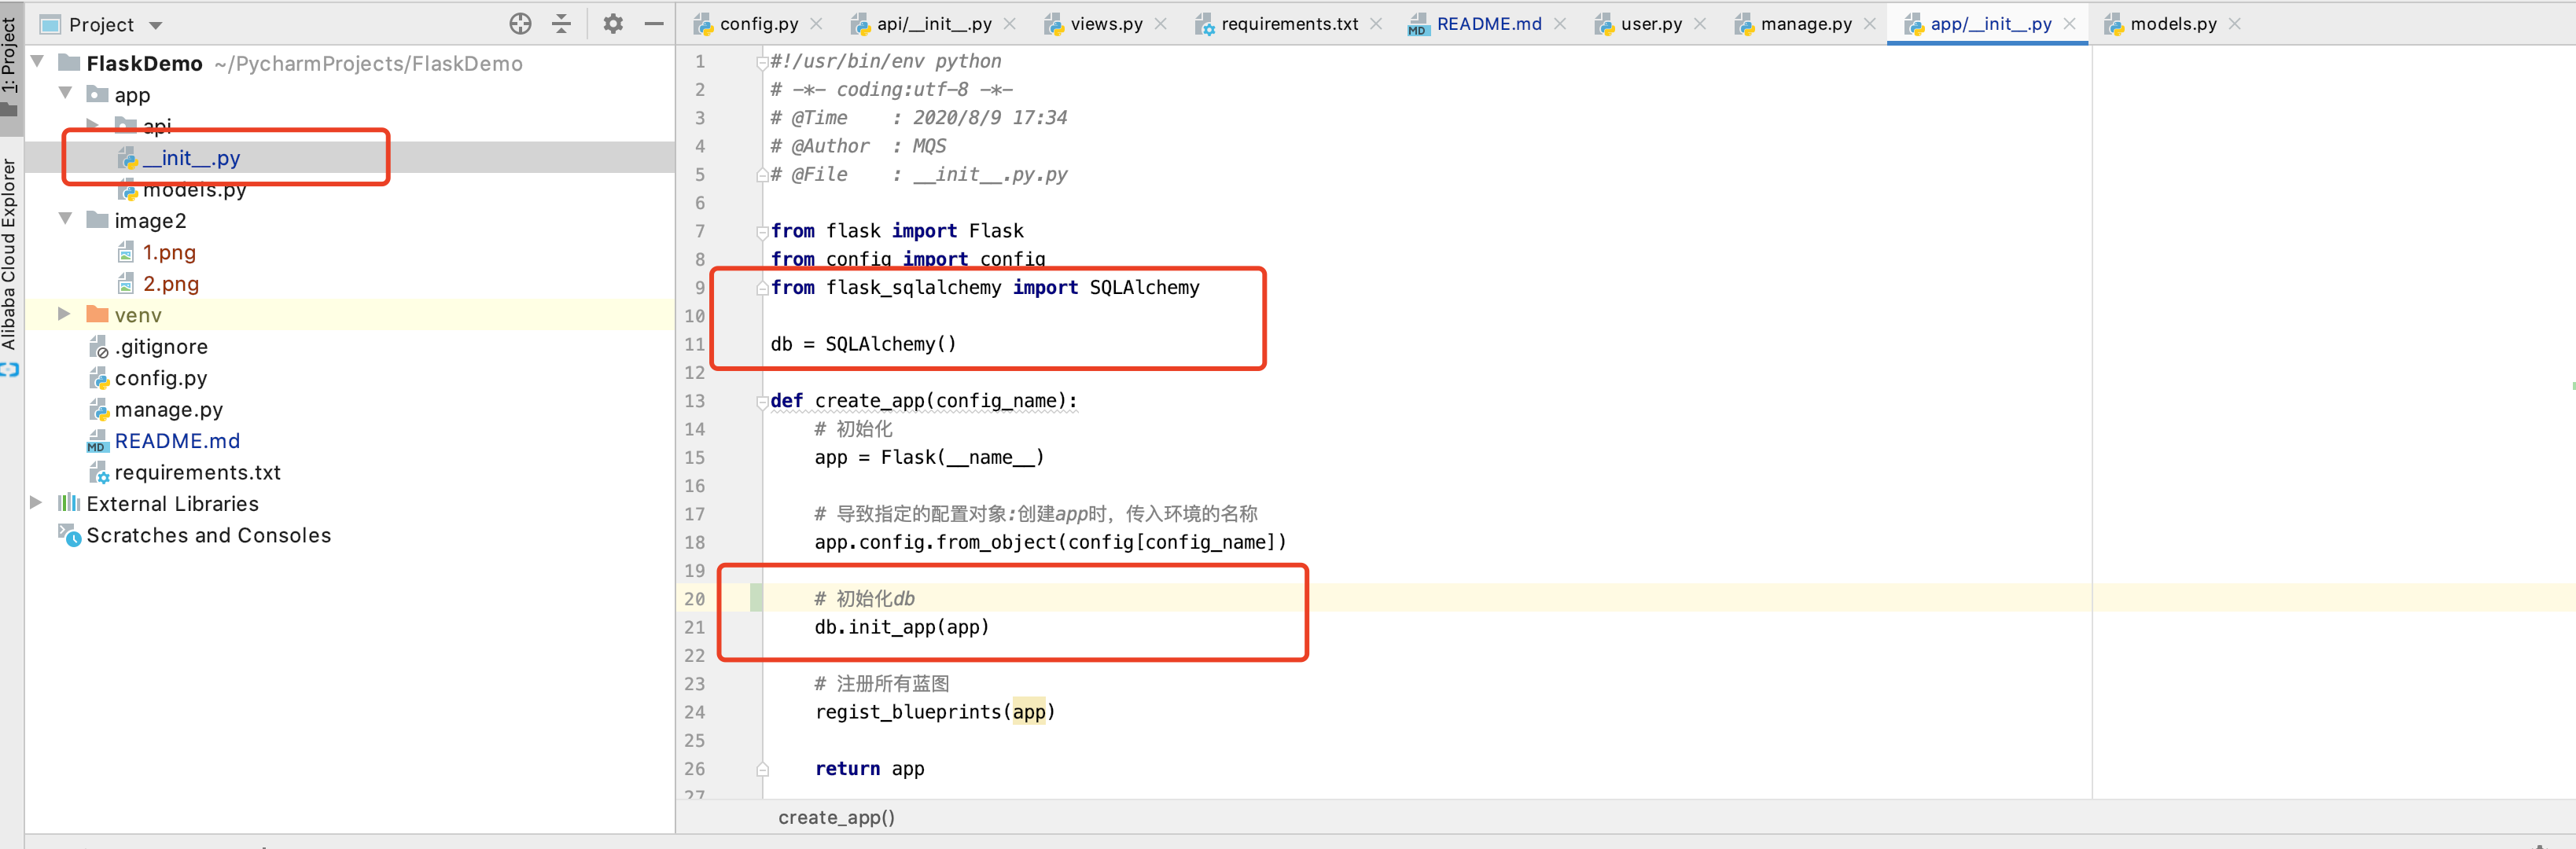 Project
config.py
api/__init__.py
views.py
requirements.txt
README.md
user.py
manage.py
app/__init__.py
models.py
1: Project
Alibaba Cloud Explorer
FlaskDemo ~/PycharmProjects/FlaskDemo
app
api
__init__.py
models.py
image2
1.png
2.png
venv
.gitignore
config.py
manage.py
README.md
requirements.txt
External Libraries
Scratches and Consoles
1 #!/usr/bin/env python
2 # -*- coding:utf-8 -*-
3 # @Time    : 2020/8/9 17:34
4 # @Author  : MQS
5 # @File    : __init__.py.py
6
7 from flask import Flask
8 from config import config
9 from flask_sqlalchemy import SQLAlchemy
10
11 db = SQLAlchemy()
12
13 def create_app(config_name):
14     # 初始化
15     app = Flask(__name__)
16
17     # 导致指定的配置对象:创建app时，传入环境的名称
18     app.config.from_object(config[config_name])
19
20     # 初始化db
21     db.init_app(app)
22
23     # 注册所有蓝图
24     regist_blueprints(app)
25
26     return app
27
create_app()